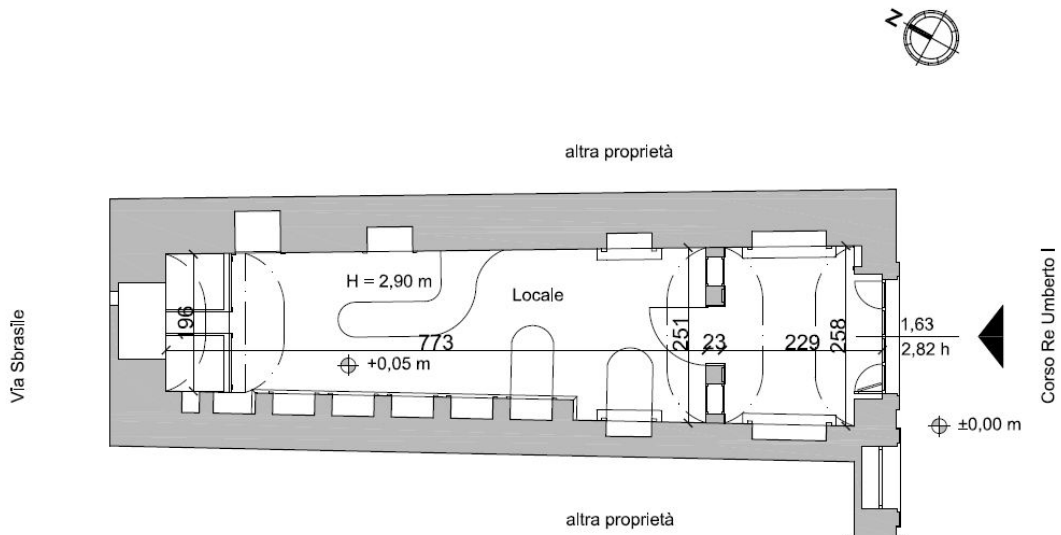 N
altra proprietà
H = 2,90 m
Locale
196
773
251
23
229
258
1,63
2,82 h
+0,05 m
±0,00 m
Via Sbrasile
Corso Re Umberto I
altra proprietà